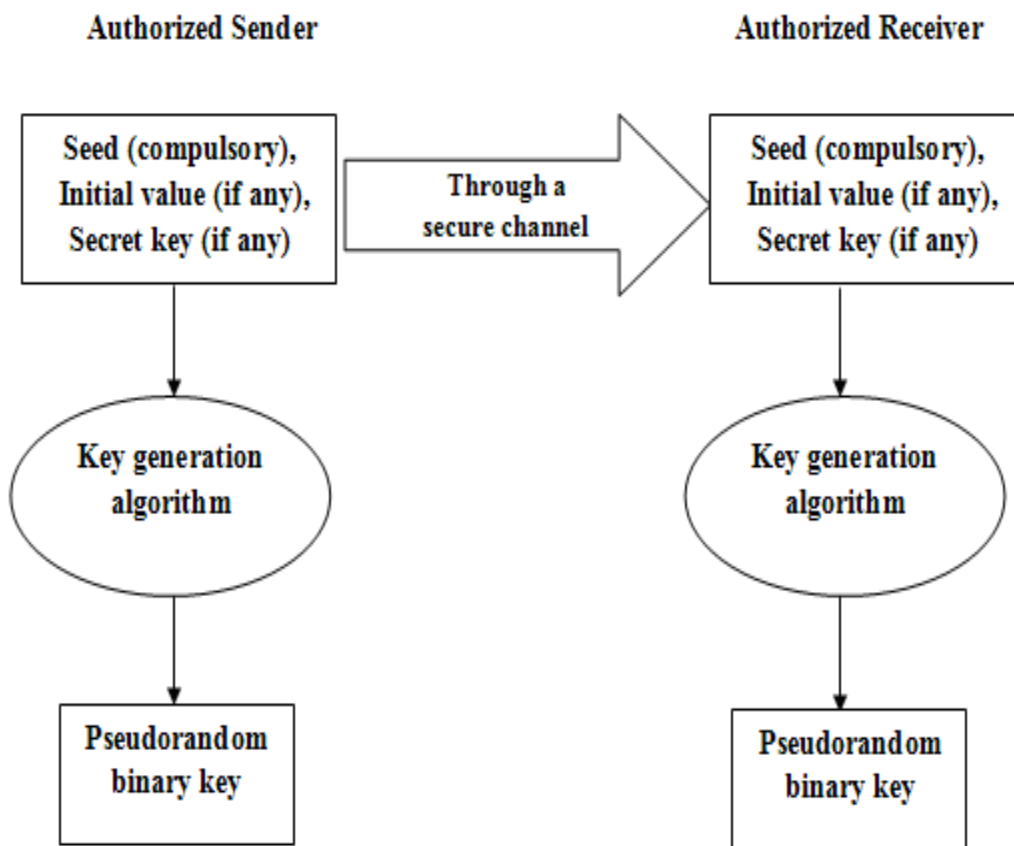 Authorized Sender
Authorized Receiver
Seed (compulsory),
Initial value (if any),
Secret key (if any)
Through a
secure channel
Seed (compulsory),
Initial value (if any),
Secret key (if any)
Key generation
algorithm
Key generation
algorithm
Pseudorandom
binary key
Pseudorandom
binary key